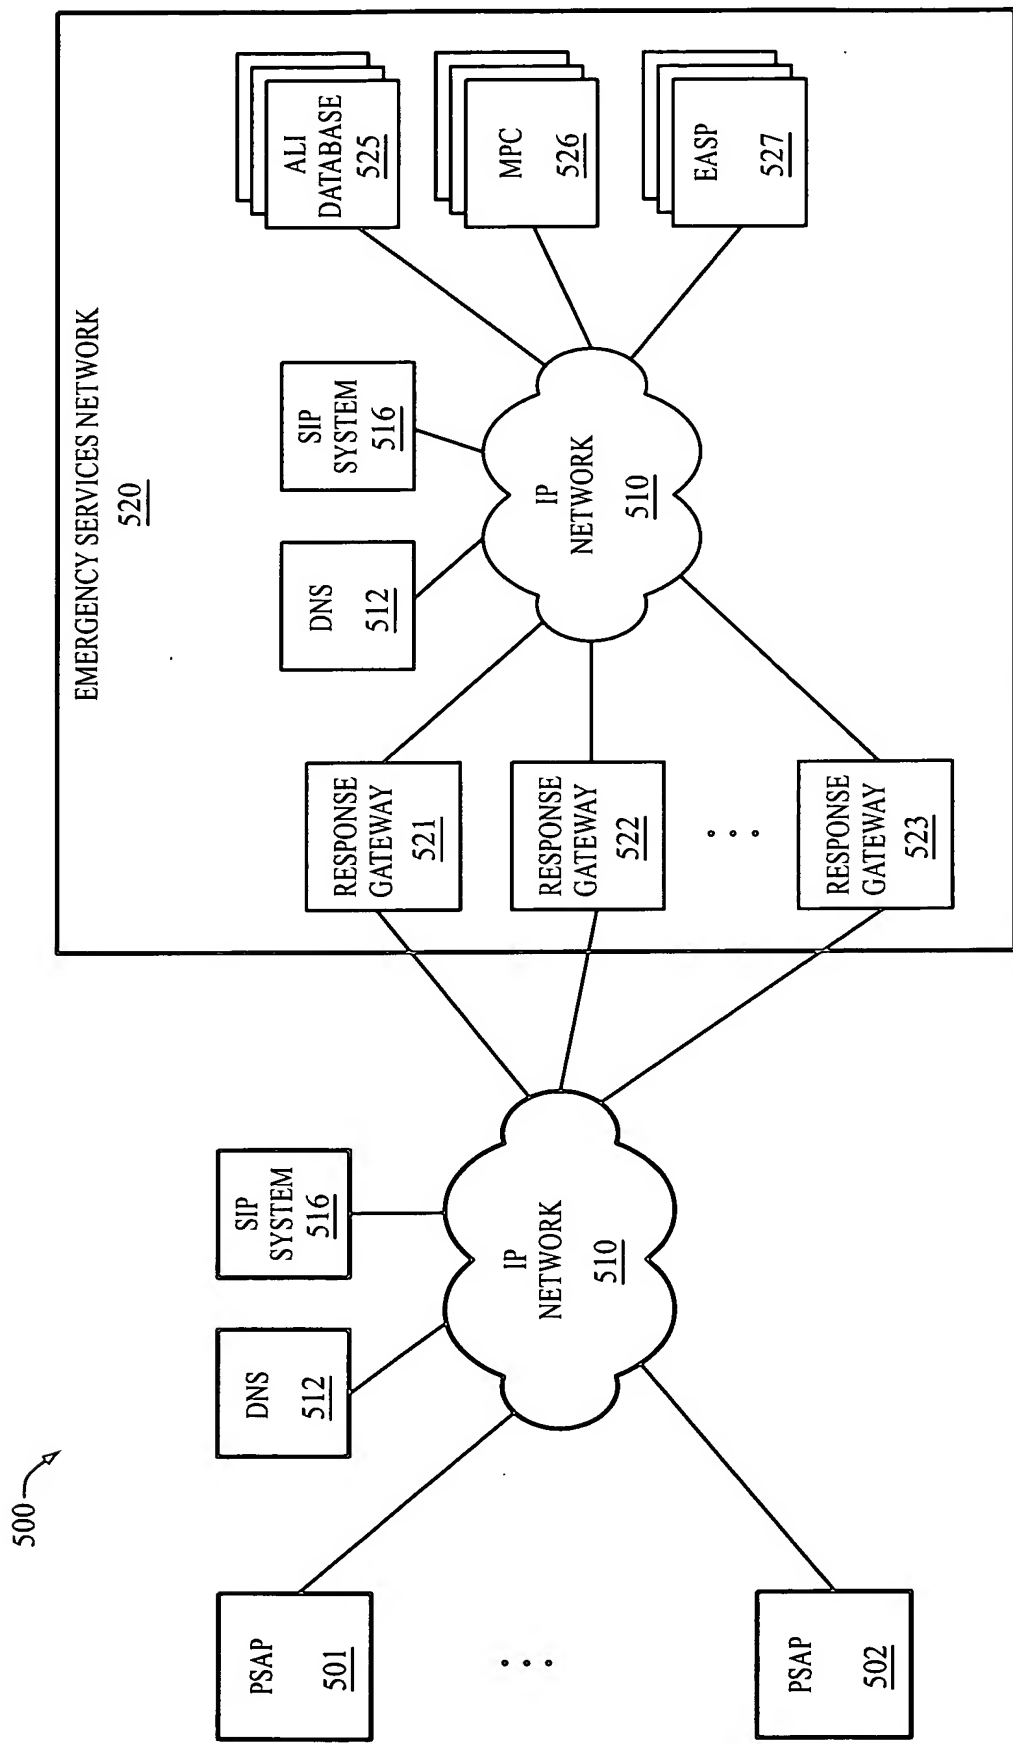 500
PSAP
501
PSAP
502
DNS
512
SIP
SYSTEM
516
IP
NETWORK
510
EMERGENCY SERVICES NETWORK
520
RESPONSE
GATEWAY
521
RESPONSE
GATEWAY
522
RESPONSE
GATEWAY
523
DNS
512
SIP
SYSTEM
516
IP
NETWORK
510
ALI
DATABASE
525
MPC
526
EASP
527